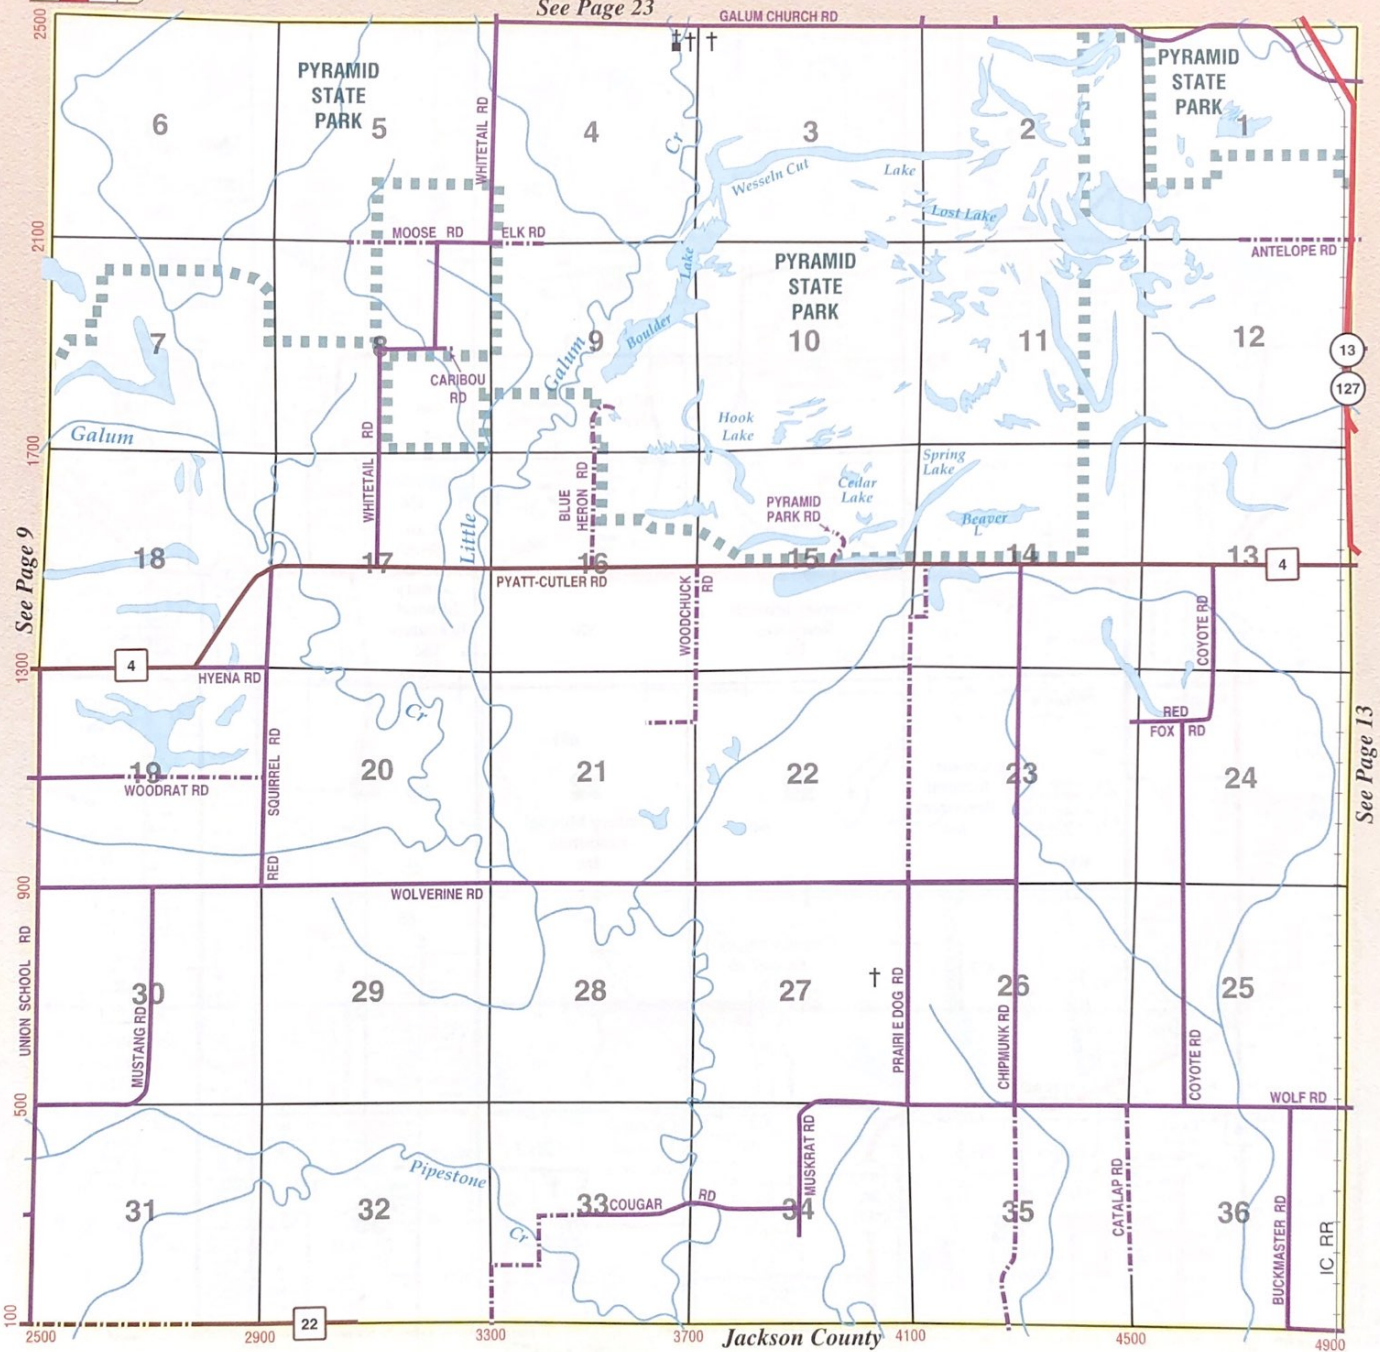 See Page 23
2500
GALUM CHURCH RD
PYRAMID
STATE
PARK
PYRAMID
STATE
PARK
6
5
4
3
2
1
WHITETAIL RD
Cr
Wesseln Cut
Lake
Lost Lake
2100
MOOSE RD
ELK RD
ANTELOPE RD
PYRAMID
STATE
PARK
Lake
Boulder
7
8
9
10
11
12
13
127
CARIBOU
RD
Galum
Hook
Lake
Galum
1700
WHITETAIL RD
BLUE
HERON RD
Spring
Lake
Cedar
Lake
PYRAMID
PARK RD
Beaver
L
Little
See Page 9
18
17
16
15
14
13
4
PYATT-CUTLER RD
WOODCHUCK
RD
COYOTE RD
1300
4
HYENA RD
Cr
RED
FOX RD
See Page 13
19
20
21
22
23
24
WOODRAT RD
RED SQUIRREL RD
900
WOLVERINE RD
UNION SCHOOL RD
MUSTANG RD
30
29
28
27
26
25
PRAIRIE DOG RD
CHIPMUNK RD
COYOTE RD
500
WOLF RD
Pipestone
Cr
MUSKRAT RD
COUGAR RD
CATALAP RD
BUCKMASTER RD
IC RR
31
32
33
34
35
36
100
22
2500
2900
3300
3700
Jackson County
4100
4500
4900